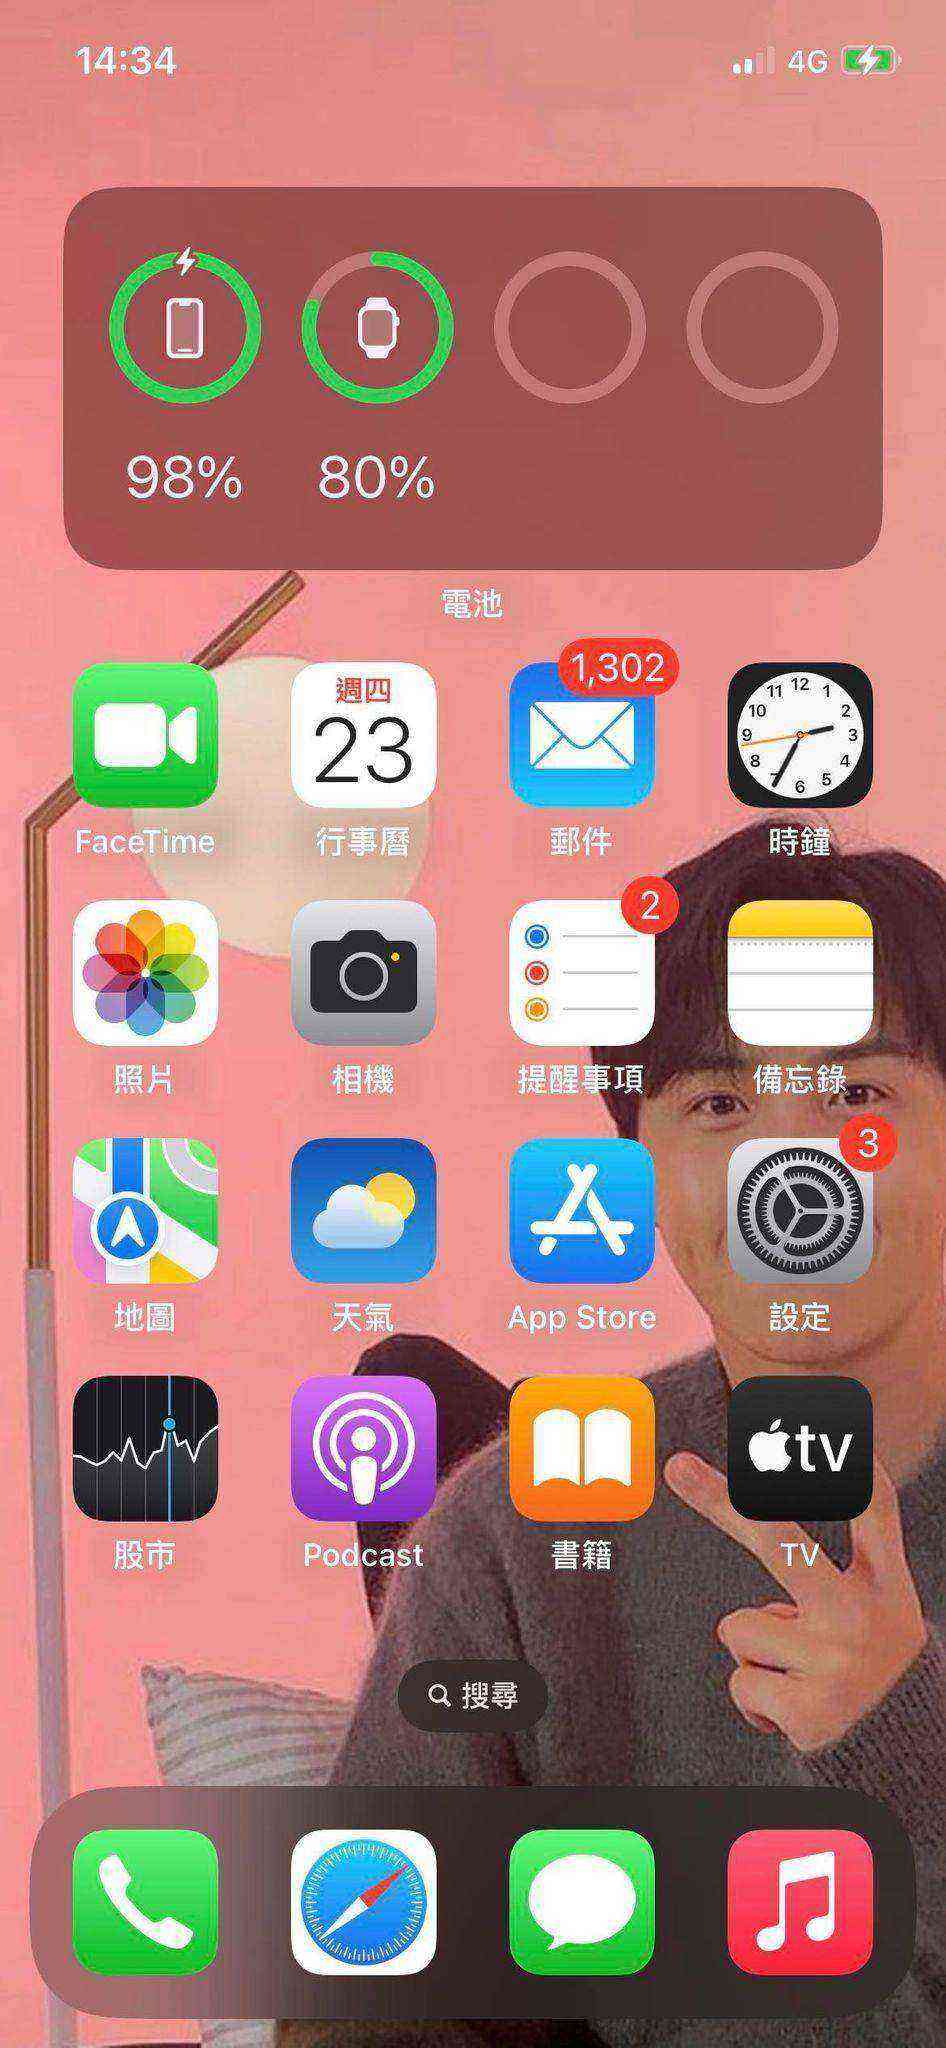 14:34 4G
98% 80%
電池
1,302
週四
23
12
11 1
10 2
9 3
8 4
7 5
6
FaceTime 行事曆 郵件 時鐘
2
照片 相機 提醒事項 備忘錄
3
地圖 天氣 App Store 設定
tv
股市 Podcast 書籍 TV
搜尋